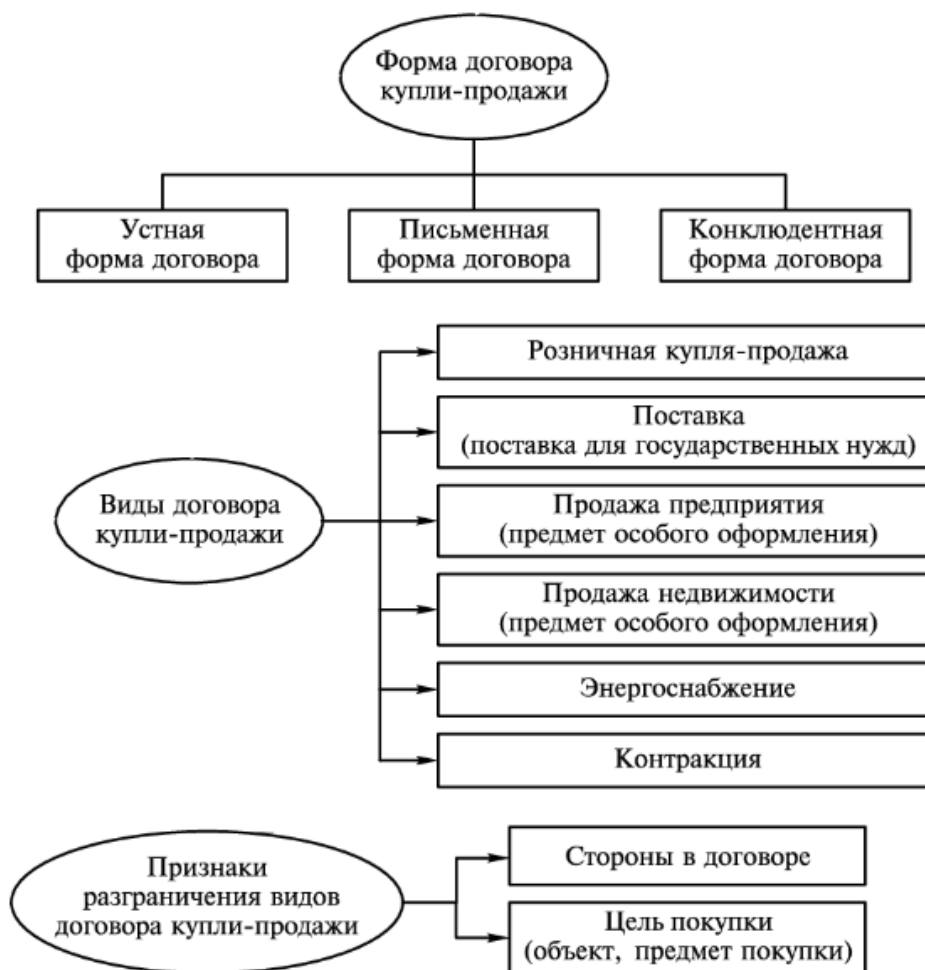 Форма договора
купли-продажи
Устная
форма договора
Письменная
форма договора
Конклюдентная
форма договора
Виды договора
купли-продажи
Розничная купля-продажа
Поставка
(поставка для государственных нужд)
Продажа предприятия
(предмет особого оформления)
Продажа недвижимости
(предмет особого оформления)
Энергоснабжение
Контракция
Признаки
разграничения видов
договора купли-продажи
Стороны в договоре
Цель покупки
(объект, предмет покупки)